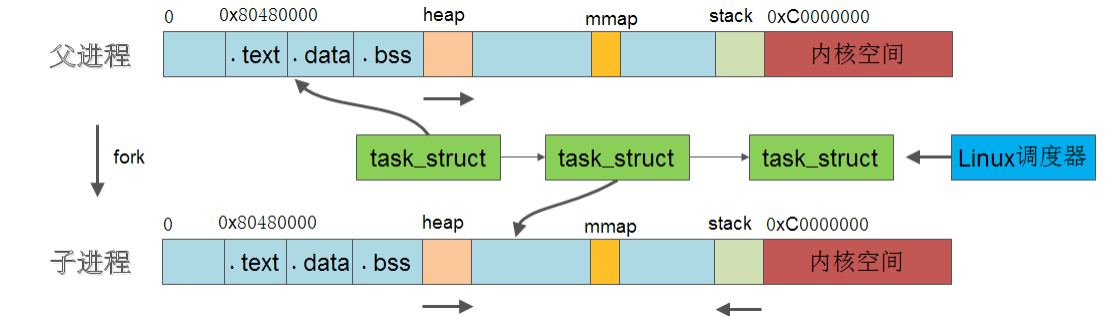 0 0x80480000 heap mmap stack 0xC0000000
父进程 .text .data .bss 内核空间
fork
task_struct task_struct task_struct Linux调度器
0 0x80480000 heap mmap stack 0xC0000000
子进程 .text .data .bss 内核空间